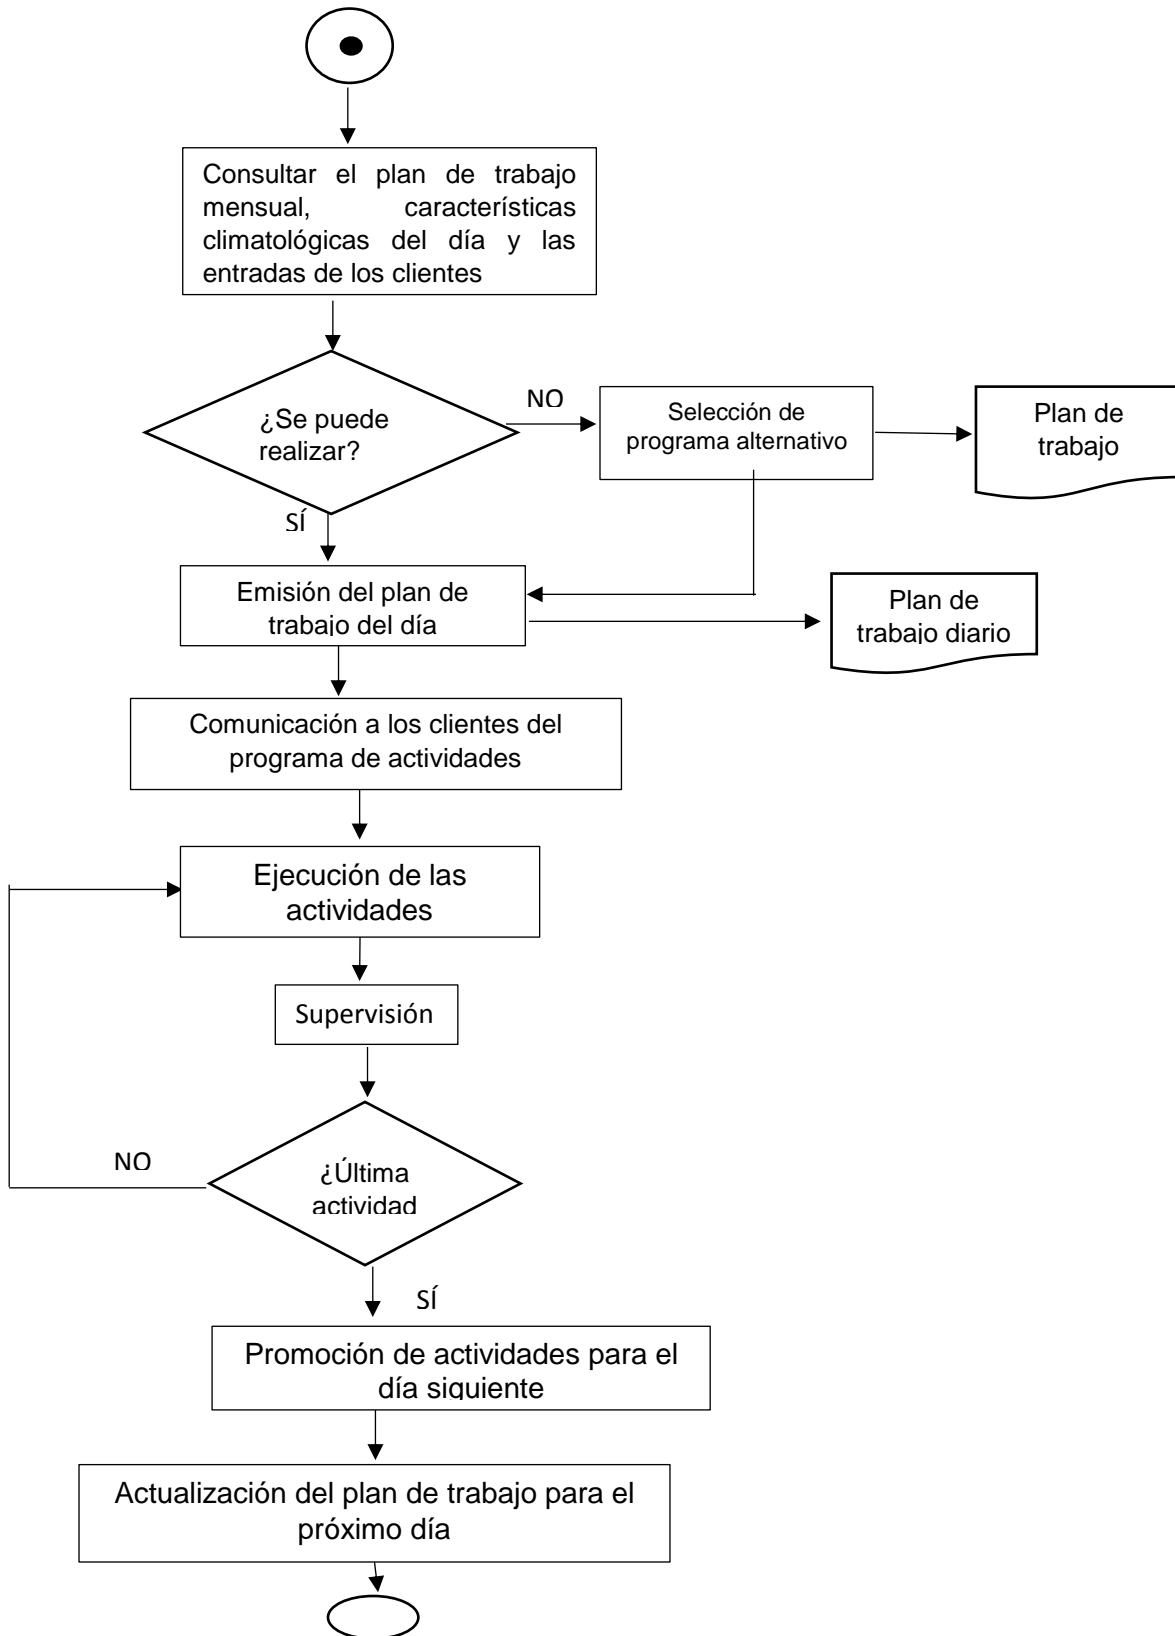 Consultar el plan de trabajo
mensual, características
climatológicas del día y las
entradas de los clientes
¿Se puede
realizar?
NO
Selección de
programa alternativo
Plan de
trabajo
SÍ
Emisión del plan de
trabajo del día
Plan de
trabajo diario
Comunicación a los clientes del
programa de actividades
Ejecución de las
actividades
Supervisión
NO
¿Última
actividad
SÍ
Promoción de actividades para el
día siguiente
Actualización del plan de trabajo para el
próximo día